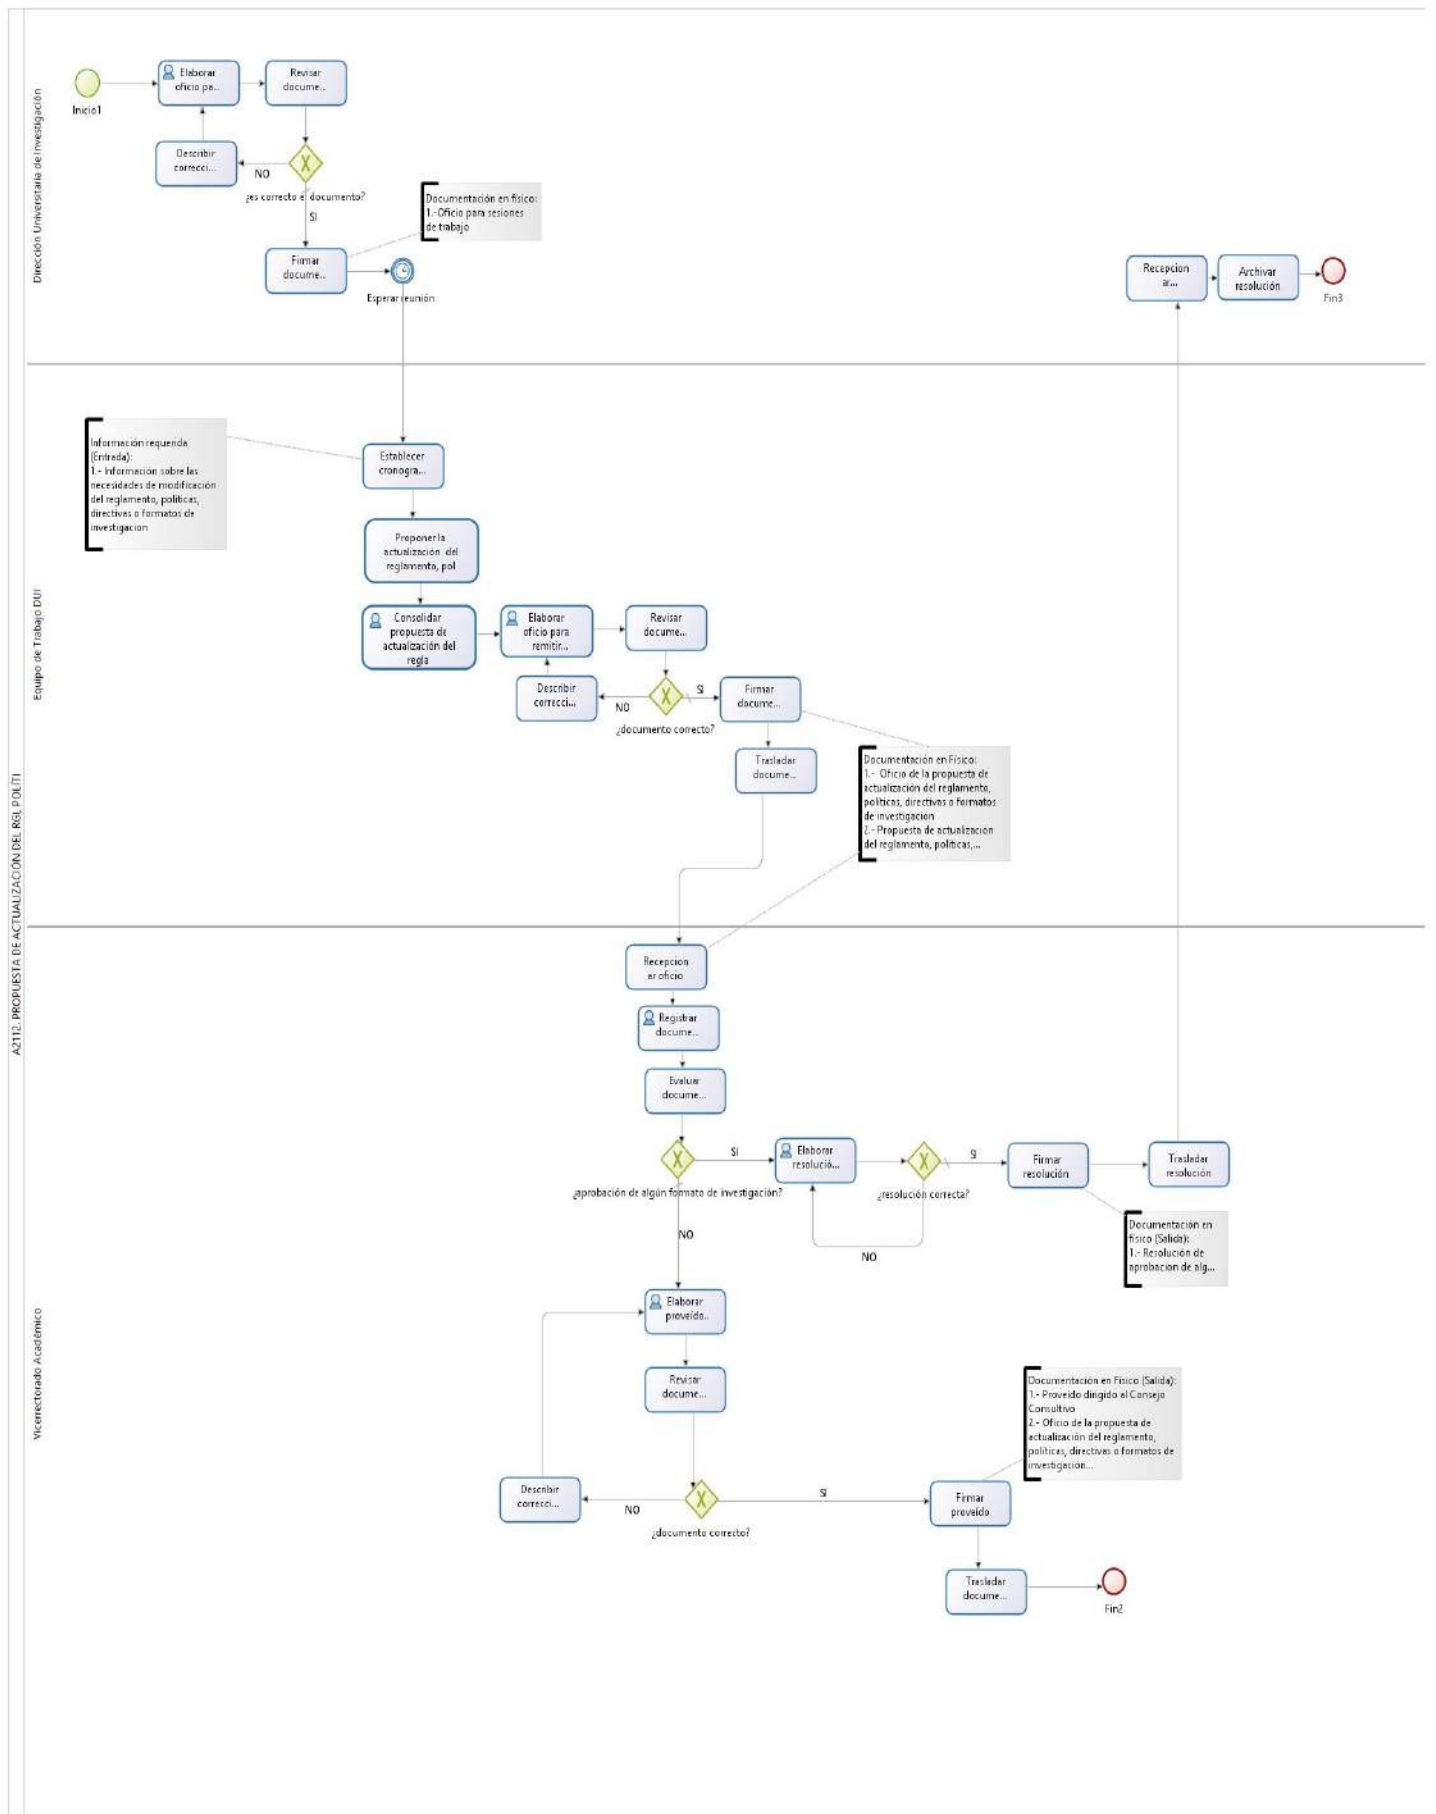 A2112. PROPUESTA DE ACTUALIZACIÓN DEL RGI, POLÍTI
Dirección Universitaria de Investigación
Inicio1
Elaborar
oficio pa...
Revisar
docume...
Describir
correcci...
NO
¿es correcto el documento?
SI
Firmar
docume...
Documentación en físico:
1.-Oficio para sesiones
de trabajo
Esperar reunión
Recepcion
ar...
Archivar
resolución
Fin3
Equipo de Trabajo DUI
Información requerida
(Entrada):
1.- Información sobre las
necesidades de modificación
del reglamento, políticas,
directivas o formatos de
investigacion
Establecer
cronogra...
Proponer la
actualización del
reglamento, pol
Consolidar
propuesta de
actualización del
regla
Elaborar
oficio para
remitir...
Revisar
docume...
Describir
correcci...
NO
SI
¿documento correcto?
Firmar
docume...
Trasladar
docume...
Documentación en Físico:
1.- Oficio de la propuesta de
actualización del reglamento,
políticas, directivas o formatos
de investigación
2.- Propuesta de actualización
del reglamento, políticas,...
Vicerrectorado Académico
Recepcion
ar oficio
Registrar
docume...
Evaluar
docume...
¿aprobación de algún formato de investigación?
SI
Elaborar
resolució...
¿resolución correcta?
SI
NO
Firmar
resolución
Trasladar
resolución
Documentación en
físico (Salida):
1.- Resolución de
aprobacion de alg...
NO
Elaborar
proveído..
Revisar
docume...
Describir
correcci...
NO
¿documento correcto?
SI
Documentación en Físico (Salida):
1.- Proveido dirigido al Consejo
Consultivo
2.- Oficio de la propuesta de
actualización del reglamento,
políticas, directivas o formatos de
investigación...
Firmar
proveído
Trasladar
docume...
Fin2